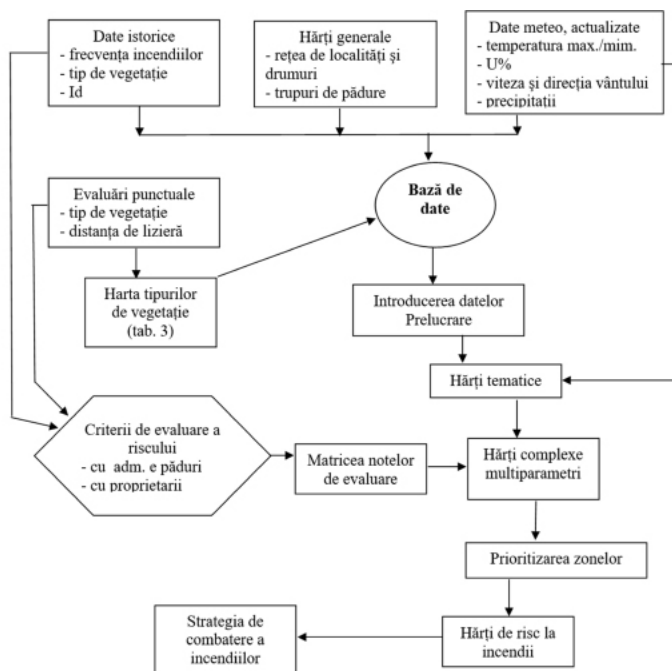 Date istorice
- frecvența incendiilor
- tip de vegetație
- Id
Hărți generale
- rețea de localități și
drumuri
- trupuri de pădure
Date meteo, actualizate
- temperatura max./mim.
- U%
- viteza și direcția vântului
- precipitații
Evaluări punctuale
- tip de vegetație
- distanța de lizieră
Bază de
date
Harta tipurilor
de vegetație
(tab. 3)
Introducerea datelor
Prelucrare
Hărți tematice
Criterii de evaluare a
riscului
- cu adm. e păduri
- cu proprietarii
Matricea notelor
de evaluare
Hărți complexe
multiparametri
Prioritizarea zonelor
Strategia de
combatere a
incendiilor
Hărți de risc la
incendii